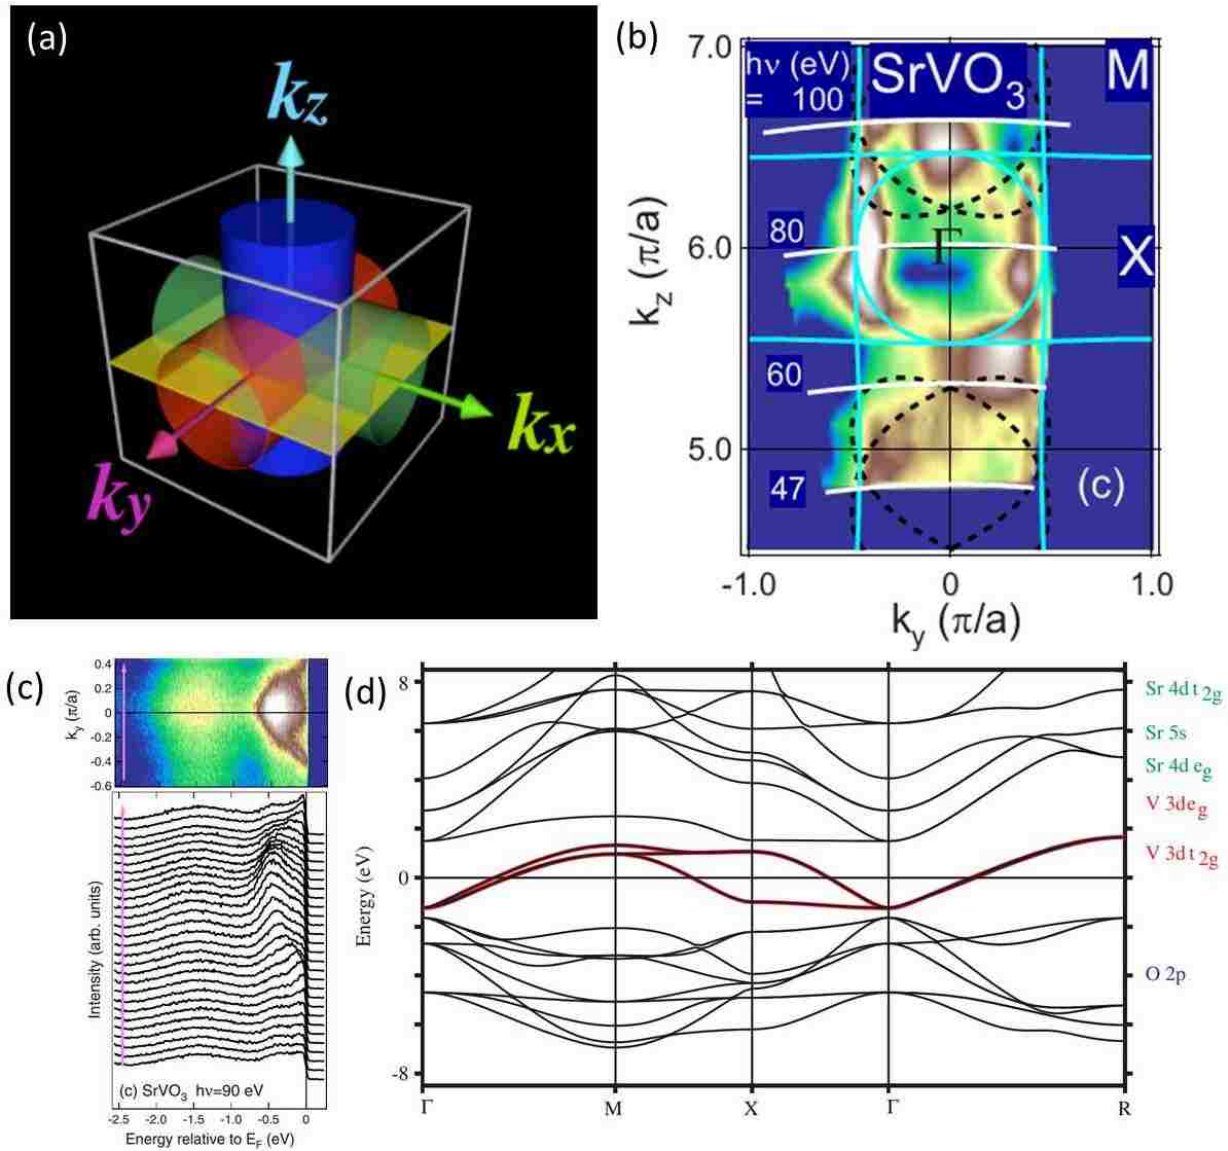 (a)
kz
kx
ky
(b)
7.0
hν (eV)
= 100
SrVO3
M
80
Γ
6.0
X
kz (π/a)
60
5.0
47
(c)
-1.0
0
1.0
ky (π/a)
(c)
0.4
0.2
0
-0.2
-0.4
-0.6
ky (π/a)
Intensity (arb. units)
(c) SrVO3 hν=90 eV
-2.5 -2.0 -1.5 -1.0 -0.5 0
Energy relative to EF (eV)
(d)
8
0
-8
Energy (eV)
Γ M X Γ R
Sr 4d t2g
Sr 5s
Sr 4d eg
V 3d eg
V 3d t2g
O 2p